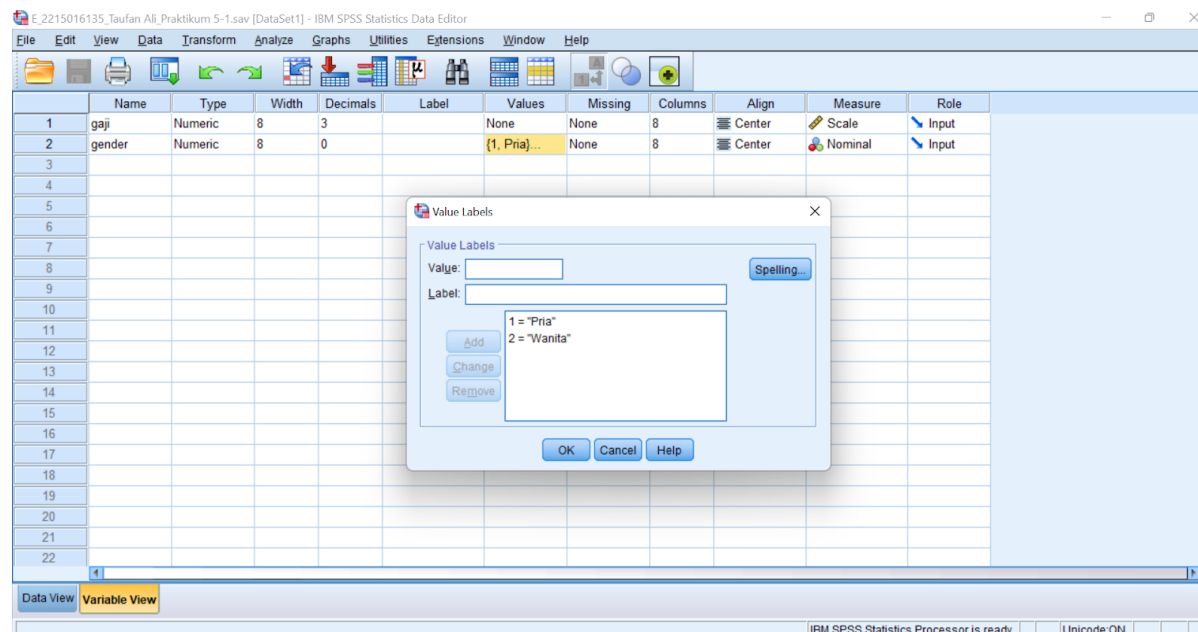 E_2215016135_Taufan Ali_Praktikum 5-1.sav [DataSet1] - IBM SPSS Statistics Data Editor
File Edit View Data Transform Analyze Graphs Utilities Extensions Window Help
Name Type Width Decimals Label Values Missing Columns Align Measure Role
1 gaji Numeric 8 3 None None 8 Center Scale Input
2 gender Numeric 8 0 {1, Pria}... None 8 Center Nominal Input
3
4
5
6
7
8
9
10
11
12
13
14
15
16
17
18
19
20
21
22
Value Labels
Value Labels
Value:
Spelling...
Label:
1 = "Pria"
2 = "Wanita"
Add
Change
Remove
OK Cancel Help
Data View Variable View
IBM SPSS Statistics Processor is ready Unicode:ON